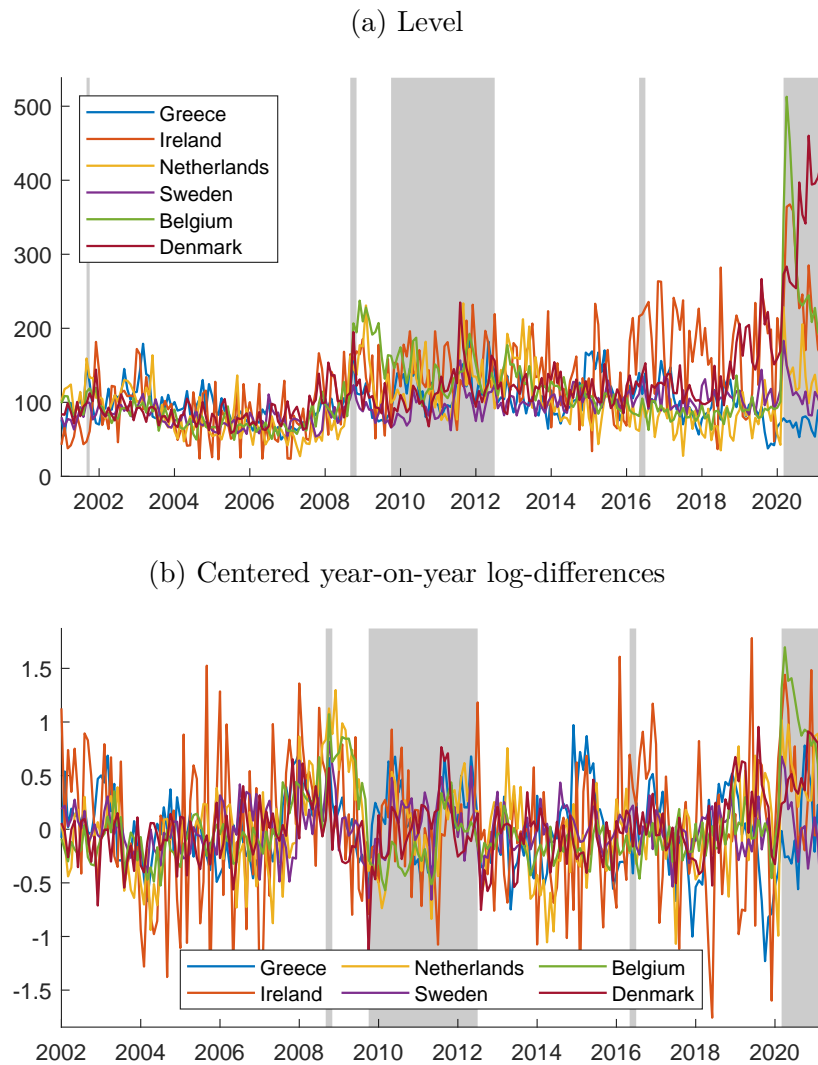 (a) Level
500
400
300
200
100
0
Greece
Ireland
Netherlands
Sweden
Belgium
Denmark
2002 2004 2006 2008 2010 2012 2014 2016 2018 2020
(b) Centered year-on-year log-differences
1.5
1
0.5
0
-0.5
-1
-1.5
Greece Netherlands Belgium
Ireland Sweden Denmark
2002 2004 2006 2008 2010 2012 2014 2016 2018 2020